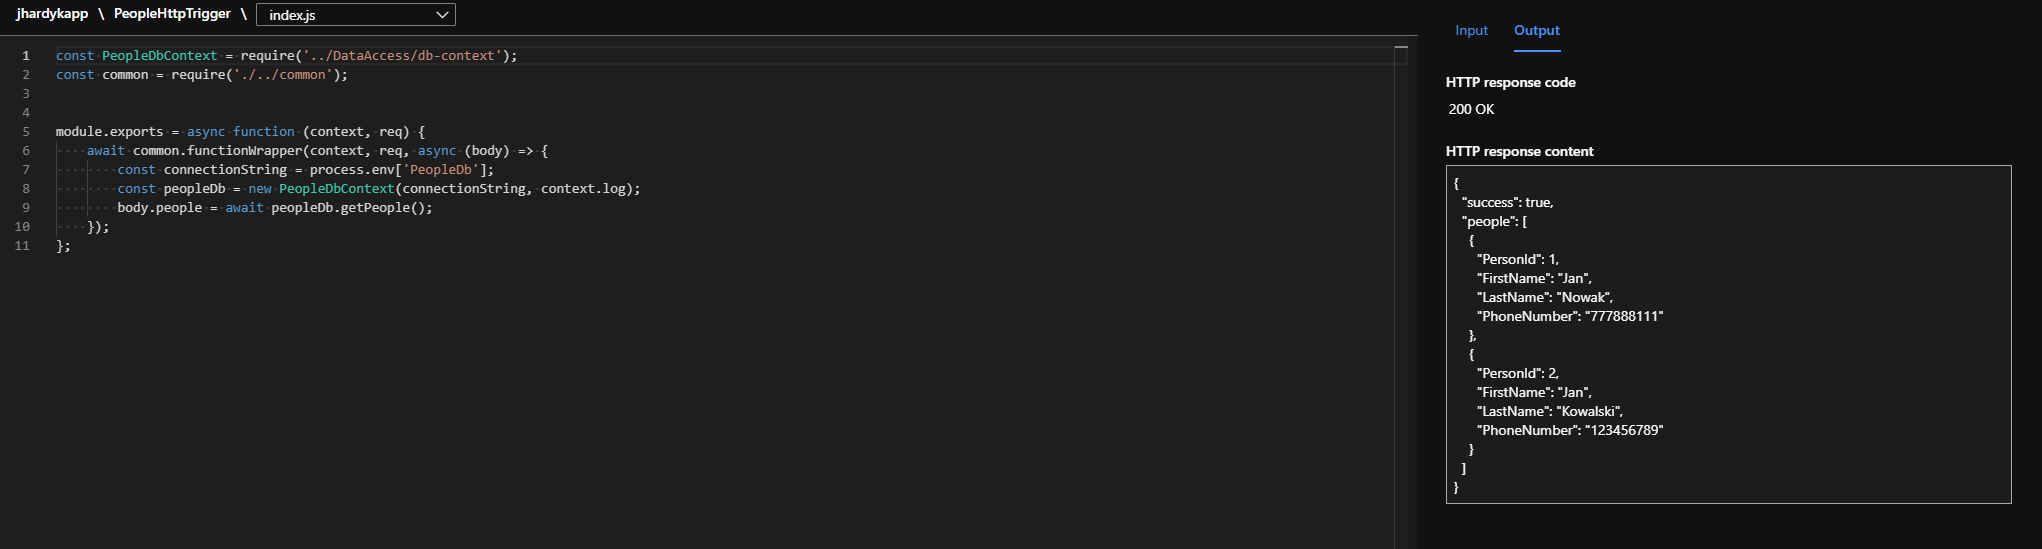 jhardykapp \ PeopleHttpTrigger \ index.js
1 const PeopleDbContext = require('../DataAccess/db-context');
2 const common = require('./../common');
3
4
5 module.exports = async function (context, req) {
6     await common.functionWrapper(context, req, async (body) => {
7         const connectionString = process.env['PeopleDb'];
8         const peopleDb = new PeopleDbContext(connectionString, context.log);
9         body.people = await peopleDb.getPeople();
10     });
11 };
Input Output
HTTP response code
200 OK
HTTP response content
{
  "success": true,
  "people": [
    {
      "PersonId": 1,
      "FirstName": "Jan",
      "LastName": "Nowak",
      "PhoneNumber": "777888111"
    },
    {
      "PersonId": 2,
      "FirstName": "Jan",
      "LastName": "Kowalski",
      "PhoneNumber": "123456789"
    }
  ]
}